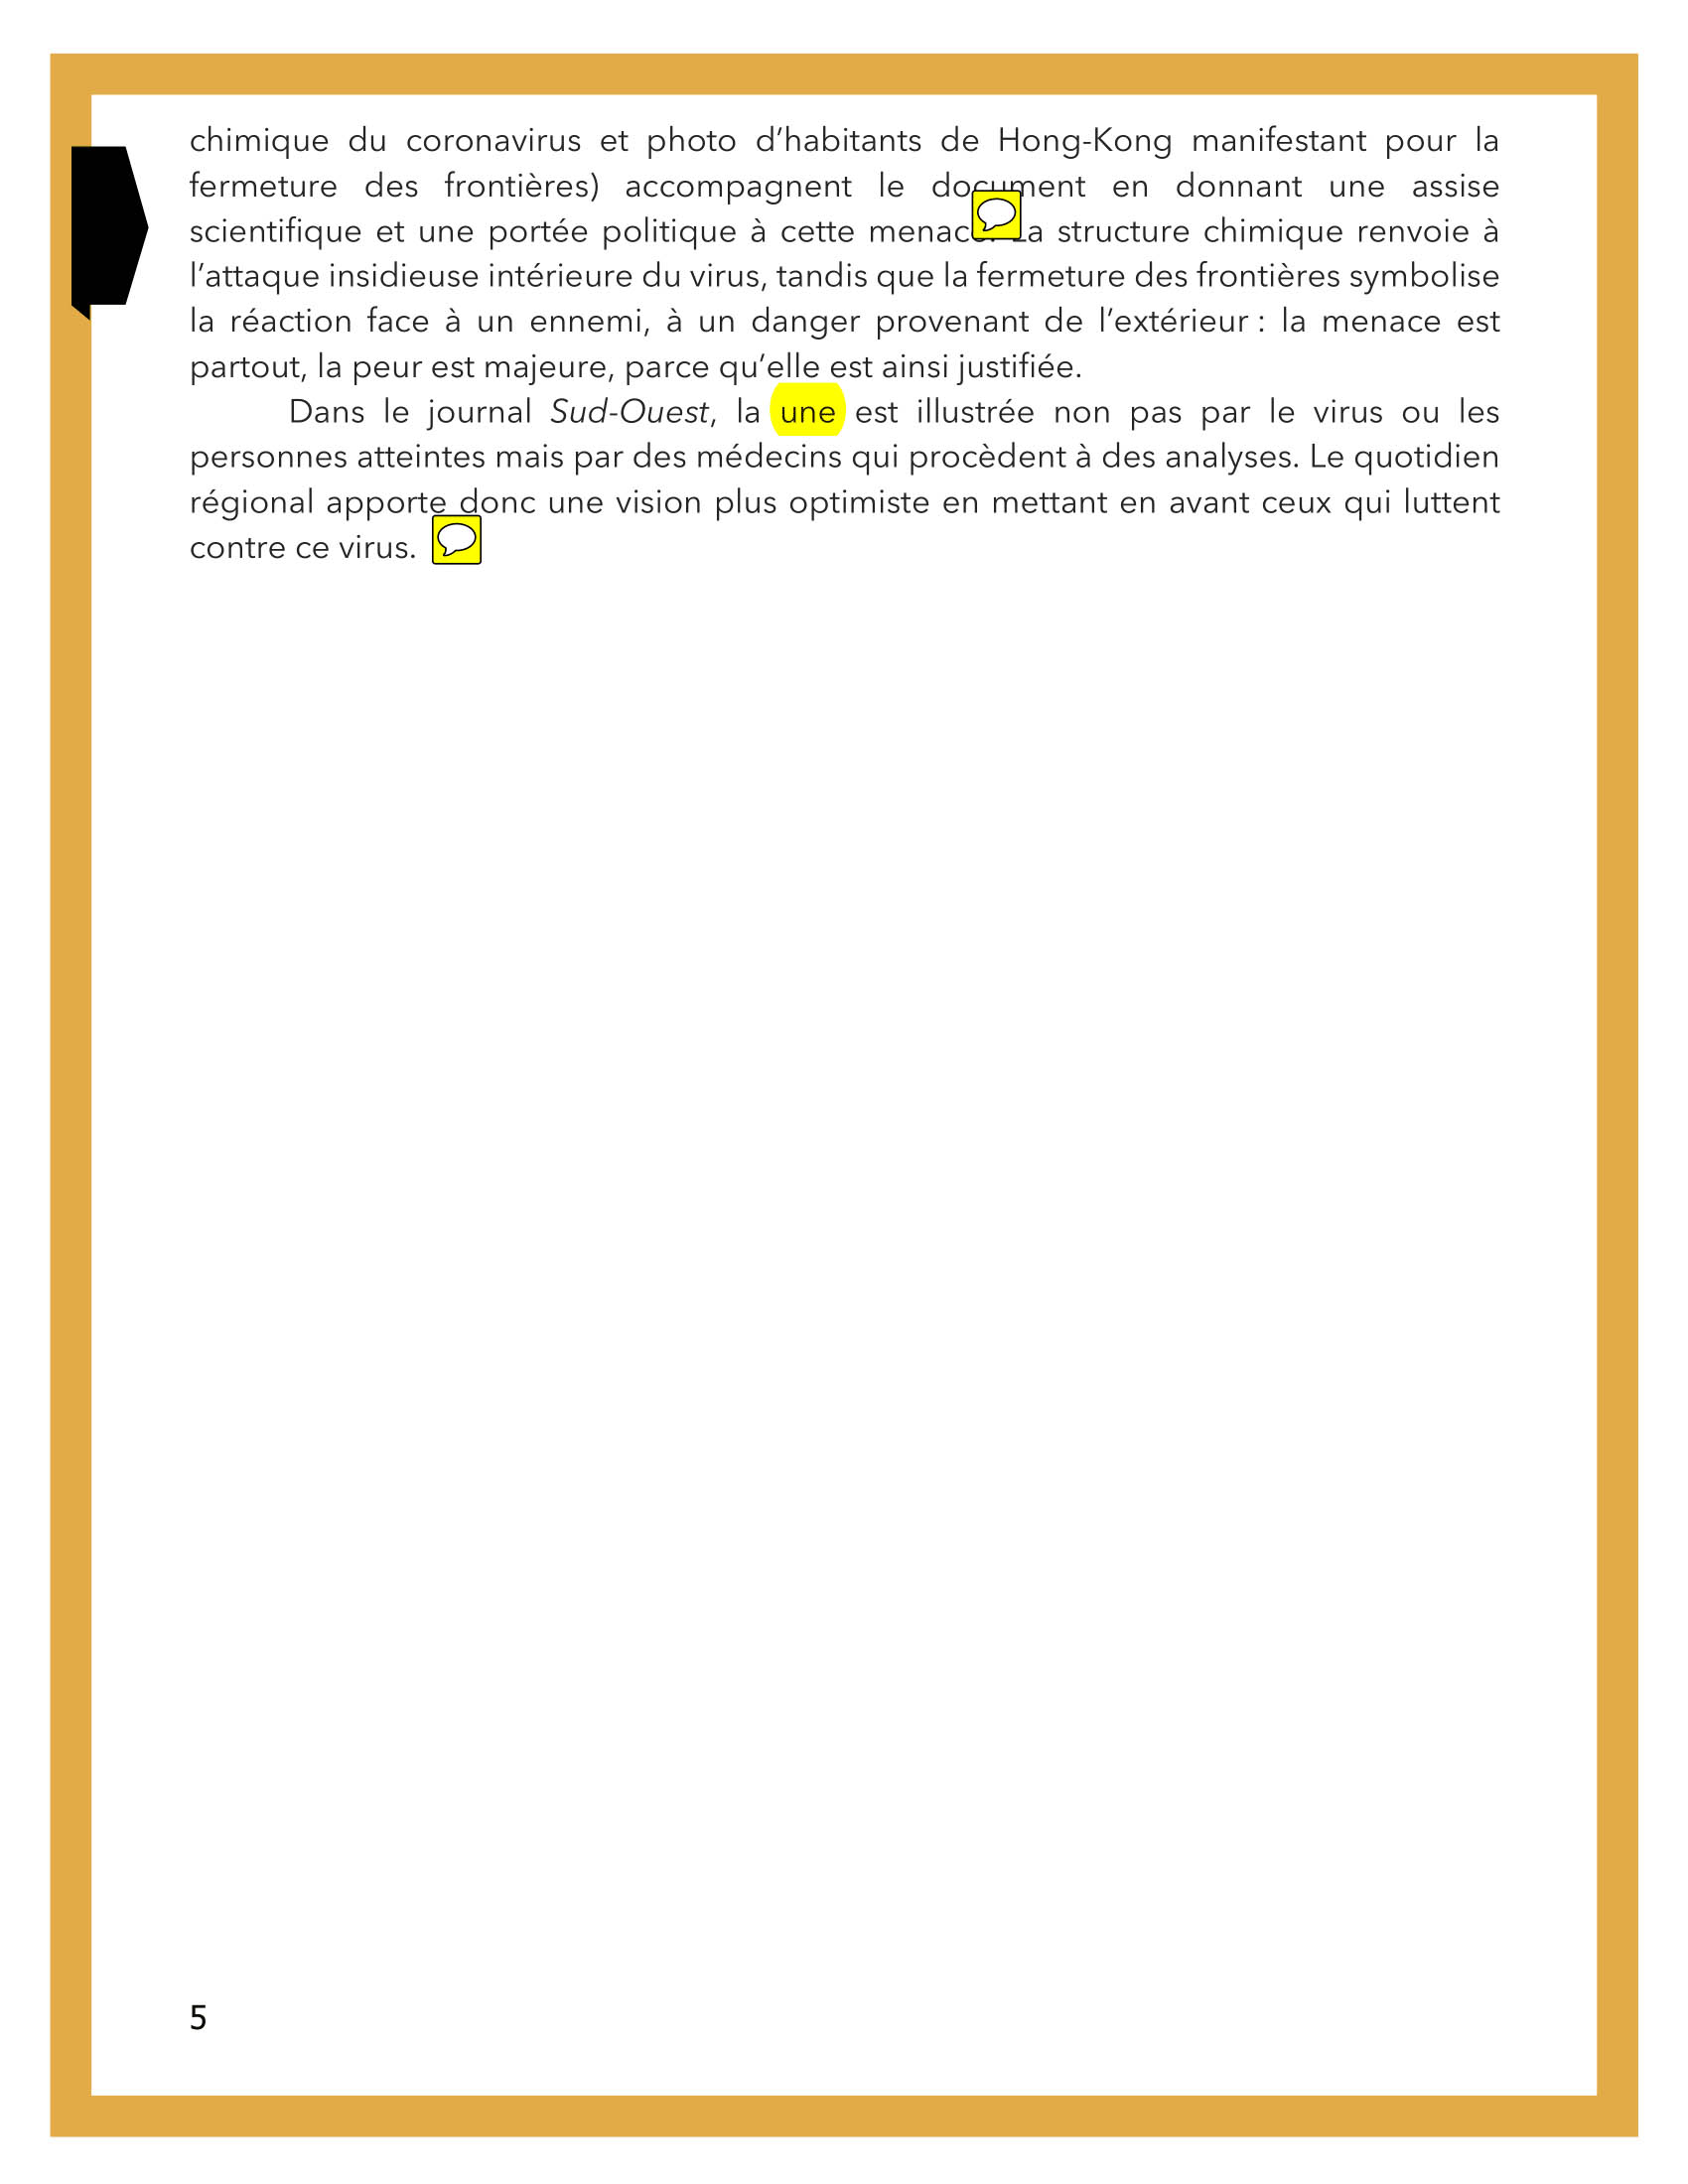 chimique du coronavirus et photo d’habitants de Hong-Kong manifestant pour la
fermeture des frontières) accompagnent le document en donnant une assise
scientifique et une portée politique à cette menace. La structure chimique renvoie à
l’attaque insidieuse intérieure du virus, tandis que la fermeture des frontières symbolise
la réaction face à un ennemi, à un danger provenant de l’extérieur : la menace est
partout, la peur est majeure, parce qu’elle est ainsi justifiée.
Dans le journal Sud-Ouest, la une est illustrée non pas par le virus ou les
personnes atteintes mais par des médecins qui procèdent à des analyses. Le quotidien
régional apporte donc une vision plus optimiste en mettant en avant ceux qui luttent
contre ce virus.
5